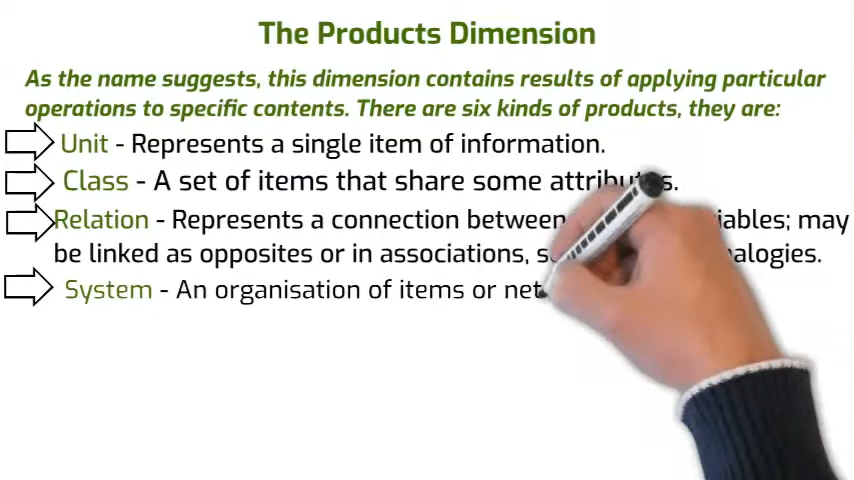 The Products Dimension
As the name suggests, this dimension contains results of applying particular
operations to specific contents. There are six kinds of products, they are:
Unit - Represents a single item of information.
Class - A set of items that share some attributes.
Relation - Represents a connection between iables; may
be linked as opposites or in associations, s alogies.
System - An organisation of items or net